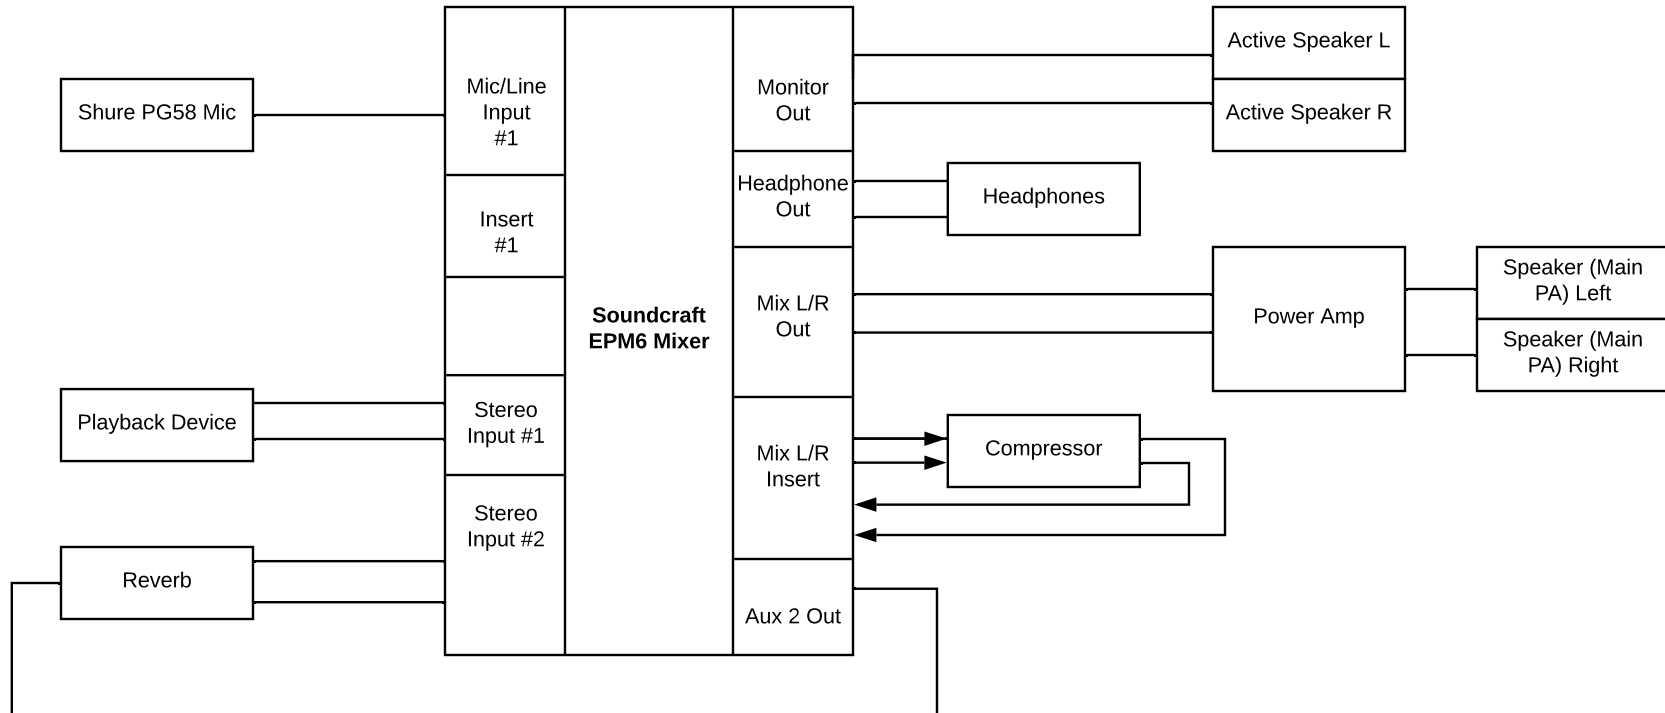 Shure PG58 Mic
Playback Device
Reverb
Mic/Line
Input
#1
Insert
#1
Stereo
Input #1
Stereo
Input #2
Soundcraft
EPM6 Mixer
Monitor
Out
Headphone
Out
Mix L/R
Out
Mix L/R
Insert
Aux 2 Out
Active Speaker L
Active Speaker R
Headphones
Power Amp
Speaker (Main
PA) Left
Speaker (Main
PA) Right
Compressor